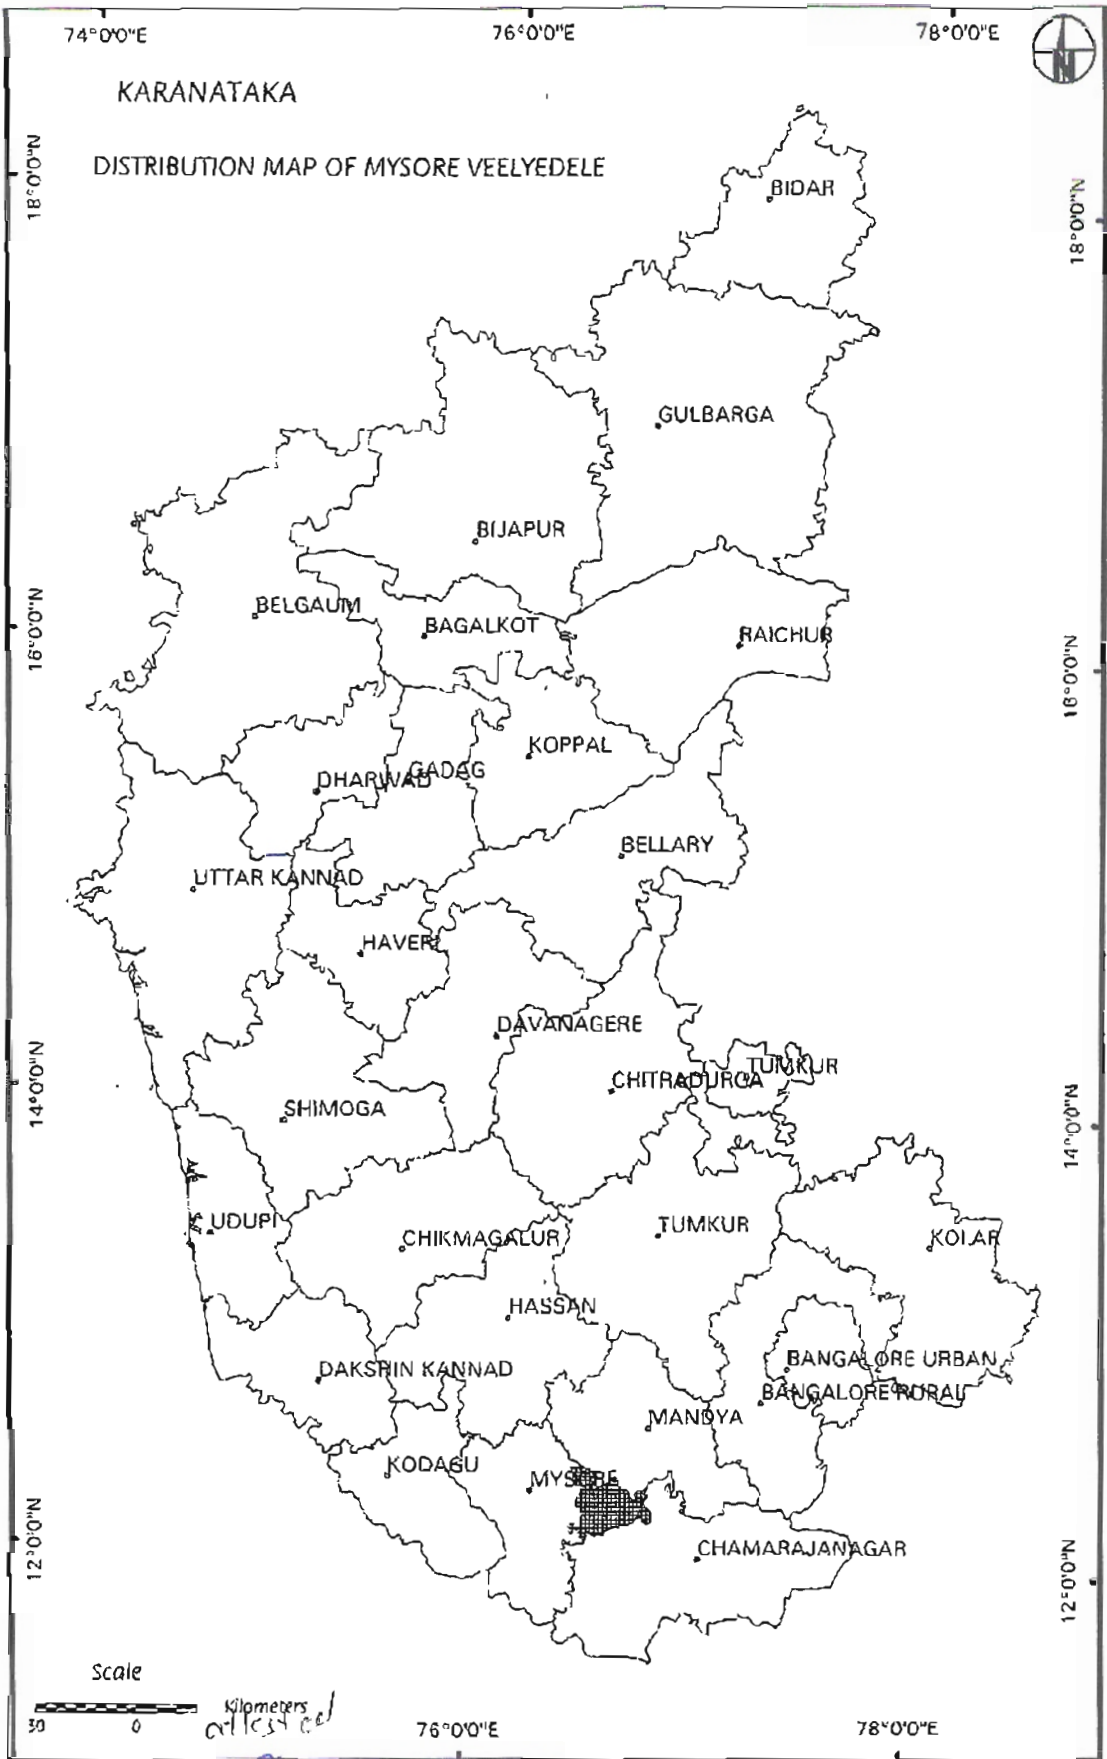 74°0'0"E 76°0'0"E 78°0'0"E
N
KARANATAKA
DISTRIBUTION MAP OF MYSORE VEELYEDELE
18°0'0"N
18°0'0"N
BIDAR
GULBARGA
BIJAPUR
BELGAUM
BAGALKOT
RAICHUR
16°0'0"N
16°0'0"N
KOPPAL
GADAG
DHARWAD
BELLARY
UTTAR KANNAD
HAVERI
DAVANAGERE
TUMKUR
CHITRADURGA
14°0'0"N
14°0'0"N
SHIMOGA
UDUPI
TUMKUR
KOLAR
CHIKMAGALUR
HASSAN
BANGALORE URBAN
DAKSHIN KANNAD
BANGALORE RURAL
MANDYA
KODAGU
MYSORE
12°0'0"N
CHAMARAJANAGAR
12°0'0"N
Scale
Kilometers
30 0
attested
76°0'0"E 78°0'0"E